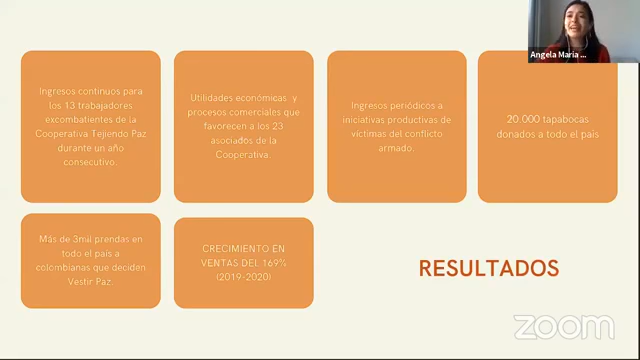 Angela María ...
Ingresos continuos para
los 13 trabajadores
excombatientes de la
Cooperativa Tejiendo Paz
durante un año
consecutivo.
Utilidades económicas y
procesos comerciales que
favorecen a los 23
asociados de la
Cooperativa.
Ingresos periódicos a
iniciativas productivas de
víctimas del conflicto
armado.
20.000 tapabocas
donados a todo el país
Más de 3mil prendas en
todo el país a
colombianas que deciden
Vestir Paz.
CRECIMIENTO EN
VENTAS DEL 169%
(2019-2020)
RESULTADOS
zoom